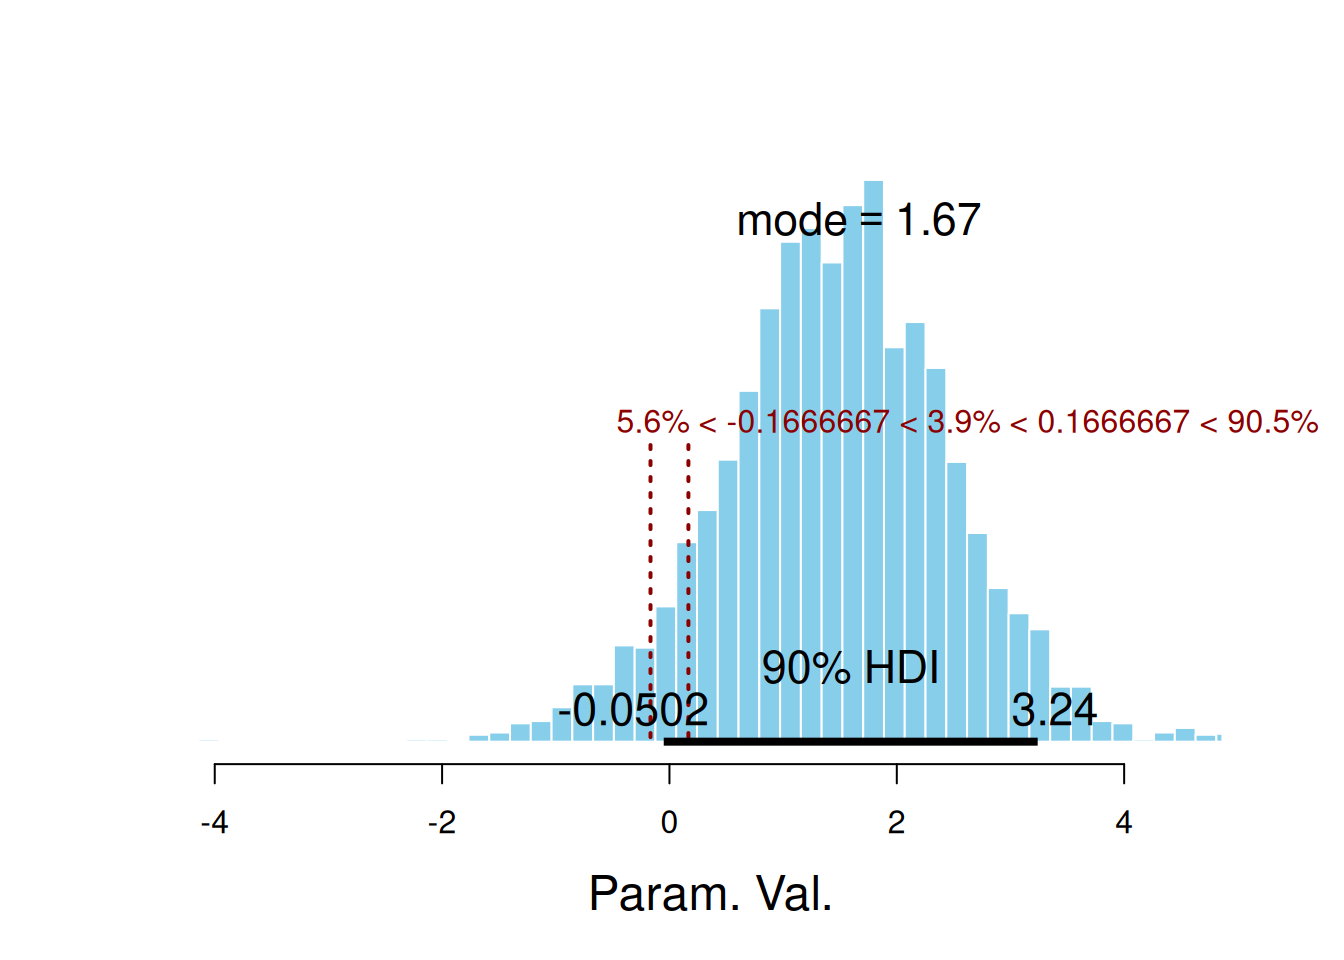 mode = 1.67
5.6% < -0.1666667 < 3.9% < 0.1666667 < 90.5%
90% HDI
-0.0502 3.24
-4 -2 0 2 4
Param. Val.